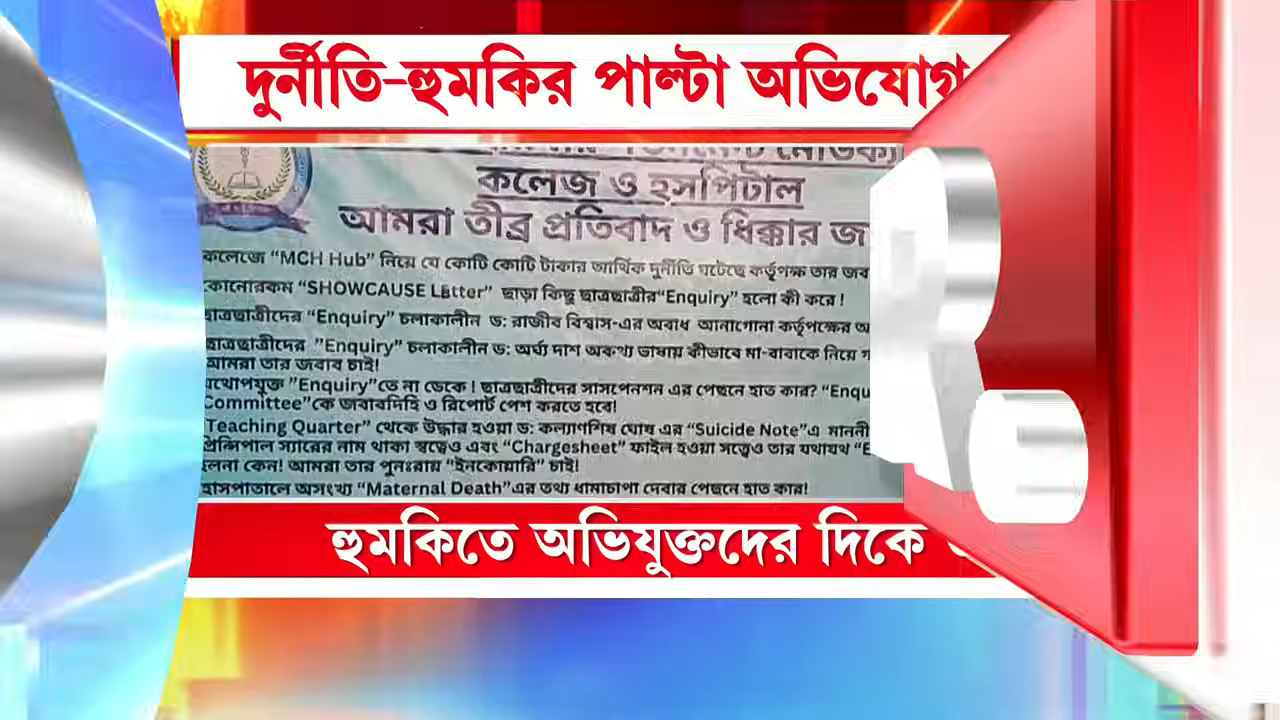 দুর্নীতি-হুমকির পাল্টা অভিযোগ
কলেজ ও হসপিটাল
আমরা তীব্র প্রতিবাদ ও ধিক্কার
কলেজে “MCH Hub” নিয়ে যে কোটি কোটি টাকার আর্থিক দুর্নীতি ঘটেছে কর্তৃপক্ষ তার
কোনোরকম “SHOWCAUSE Letter” ছাড়া কিছু ছাত্রছাত্রীর“Enquiry” হলো কী করে !
ছাত্রছাত্রীদের “Enquiry” চলাকালীন ড: রাজীব বিশ্বাস-এর অবাধ আনাগোনা কর্তৃপক্ষের
ছাত্রছাত্রীদের ”Enquiry” চলাকালীন ড: অর্ঘ্য দাশ অকথ্য ভাষায় কীভাবে মা-বাবাকে নিয়ে
আমরা তার জবাব চাই!
যথোপযুক্ত ”Enquiry”তে না ডেকে ! ছাত্রছাত্রীদের সাসপেনশন এর পেছনে হাত কার?
Committee”কে জবাবদিহি ও রিপোর্ট পেশ করতে হবে!
“Teaching Quarter” থেকে উদ্ধার হওয়া ড: কল্যাণশিষ ঘোষ এর “Suicide Note”এ
প্রিন্সিপাল স্যারের নাম থাকা স্বত্বেও এবং “Chargesheet” ফাইল হওয়া সত্বেও তার যথাযথ
হলনা কেন! আমরা তার পুনঃরায় “ইনকোয়ারি” চাই!
হাসপাতালে অসংখ্য “Maternal Death”এর তথ্য ধামাচাপা দেবার পেছনে হাত কার!
হুমকিতে অভিযুক্তদের দিকে